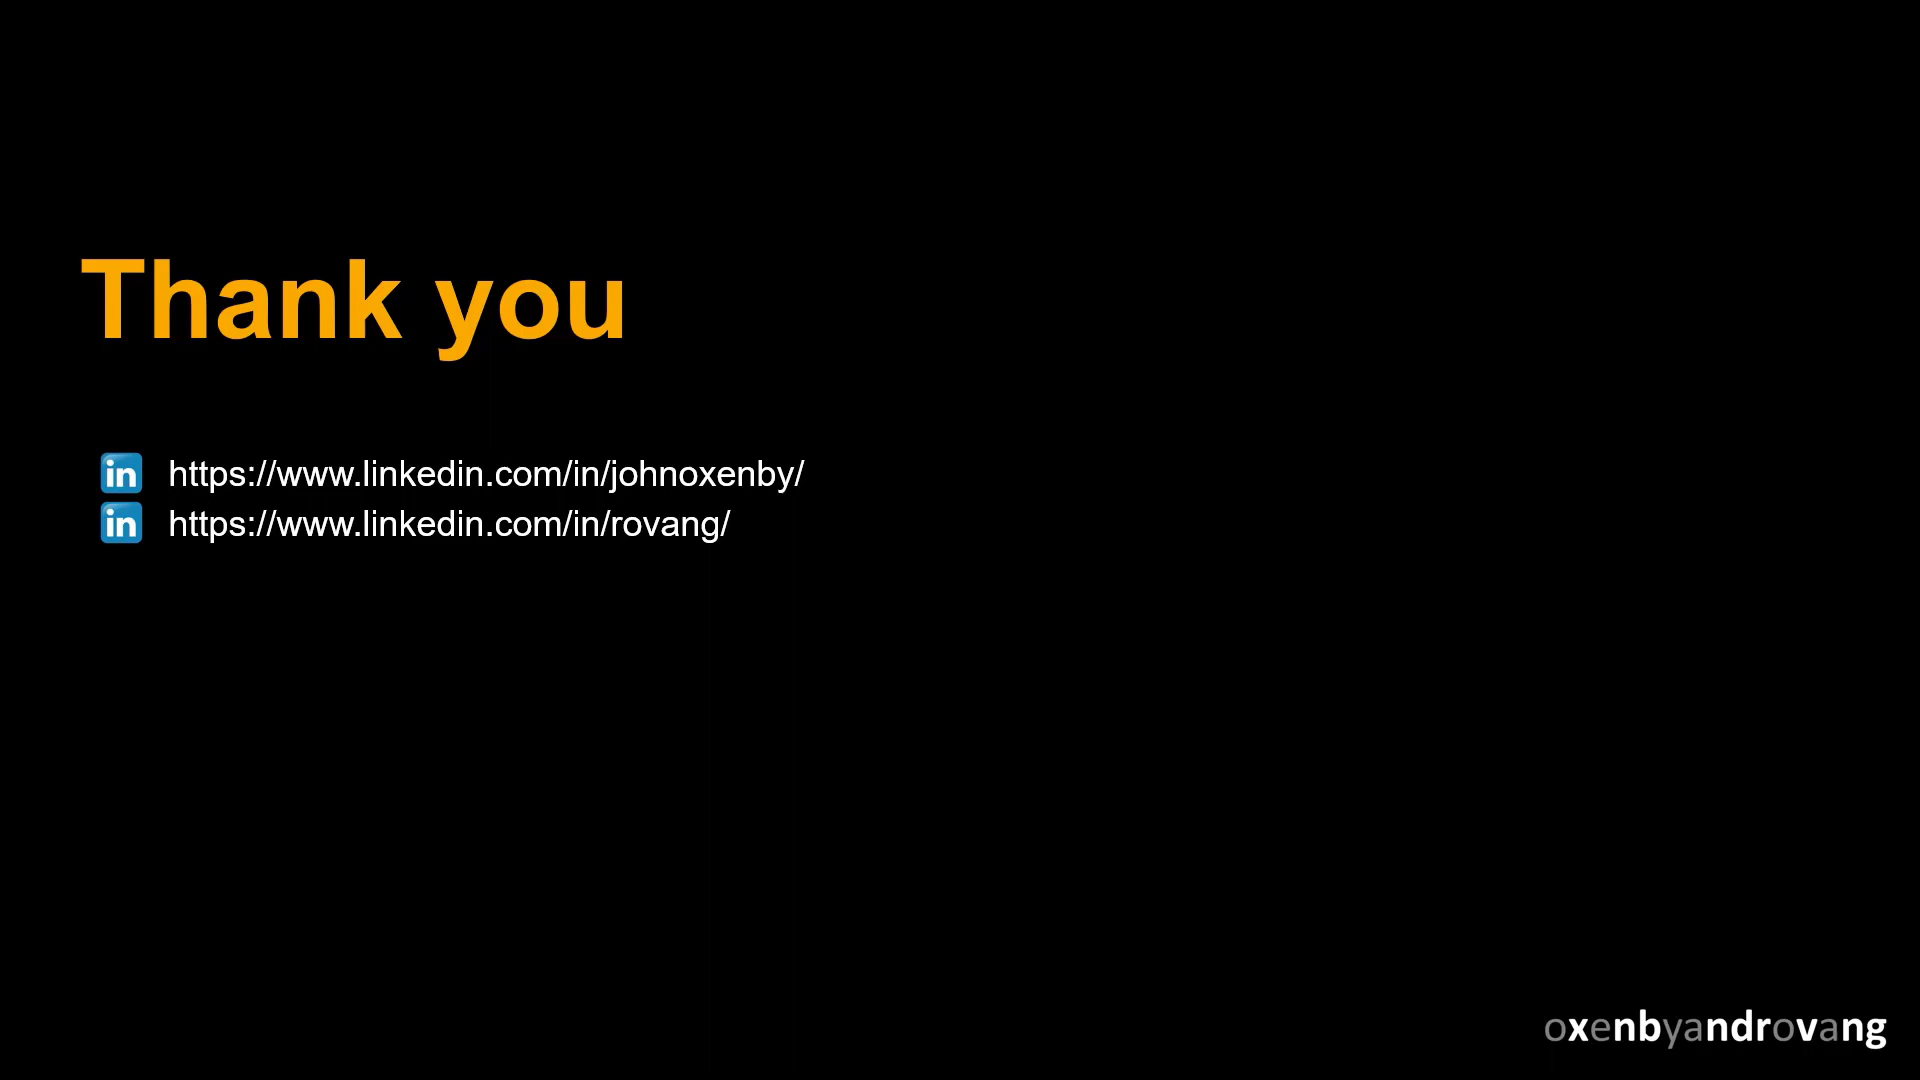 Thank you
in https://www.linkedin.com/in/johnoxenby/
in https://www.linkedin.com/in/rovang/
oxenbyandrovang